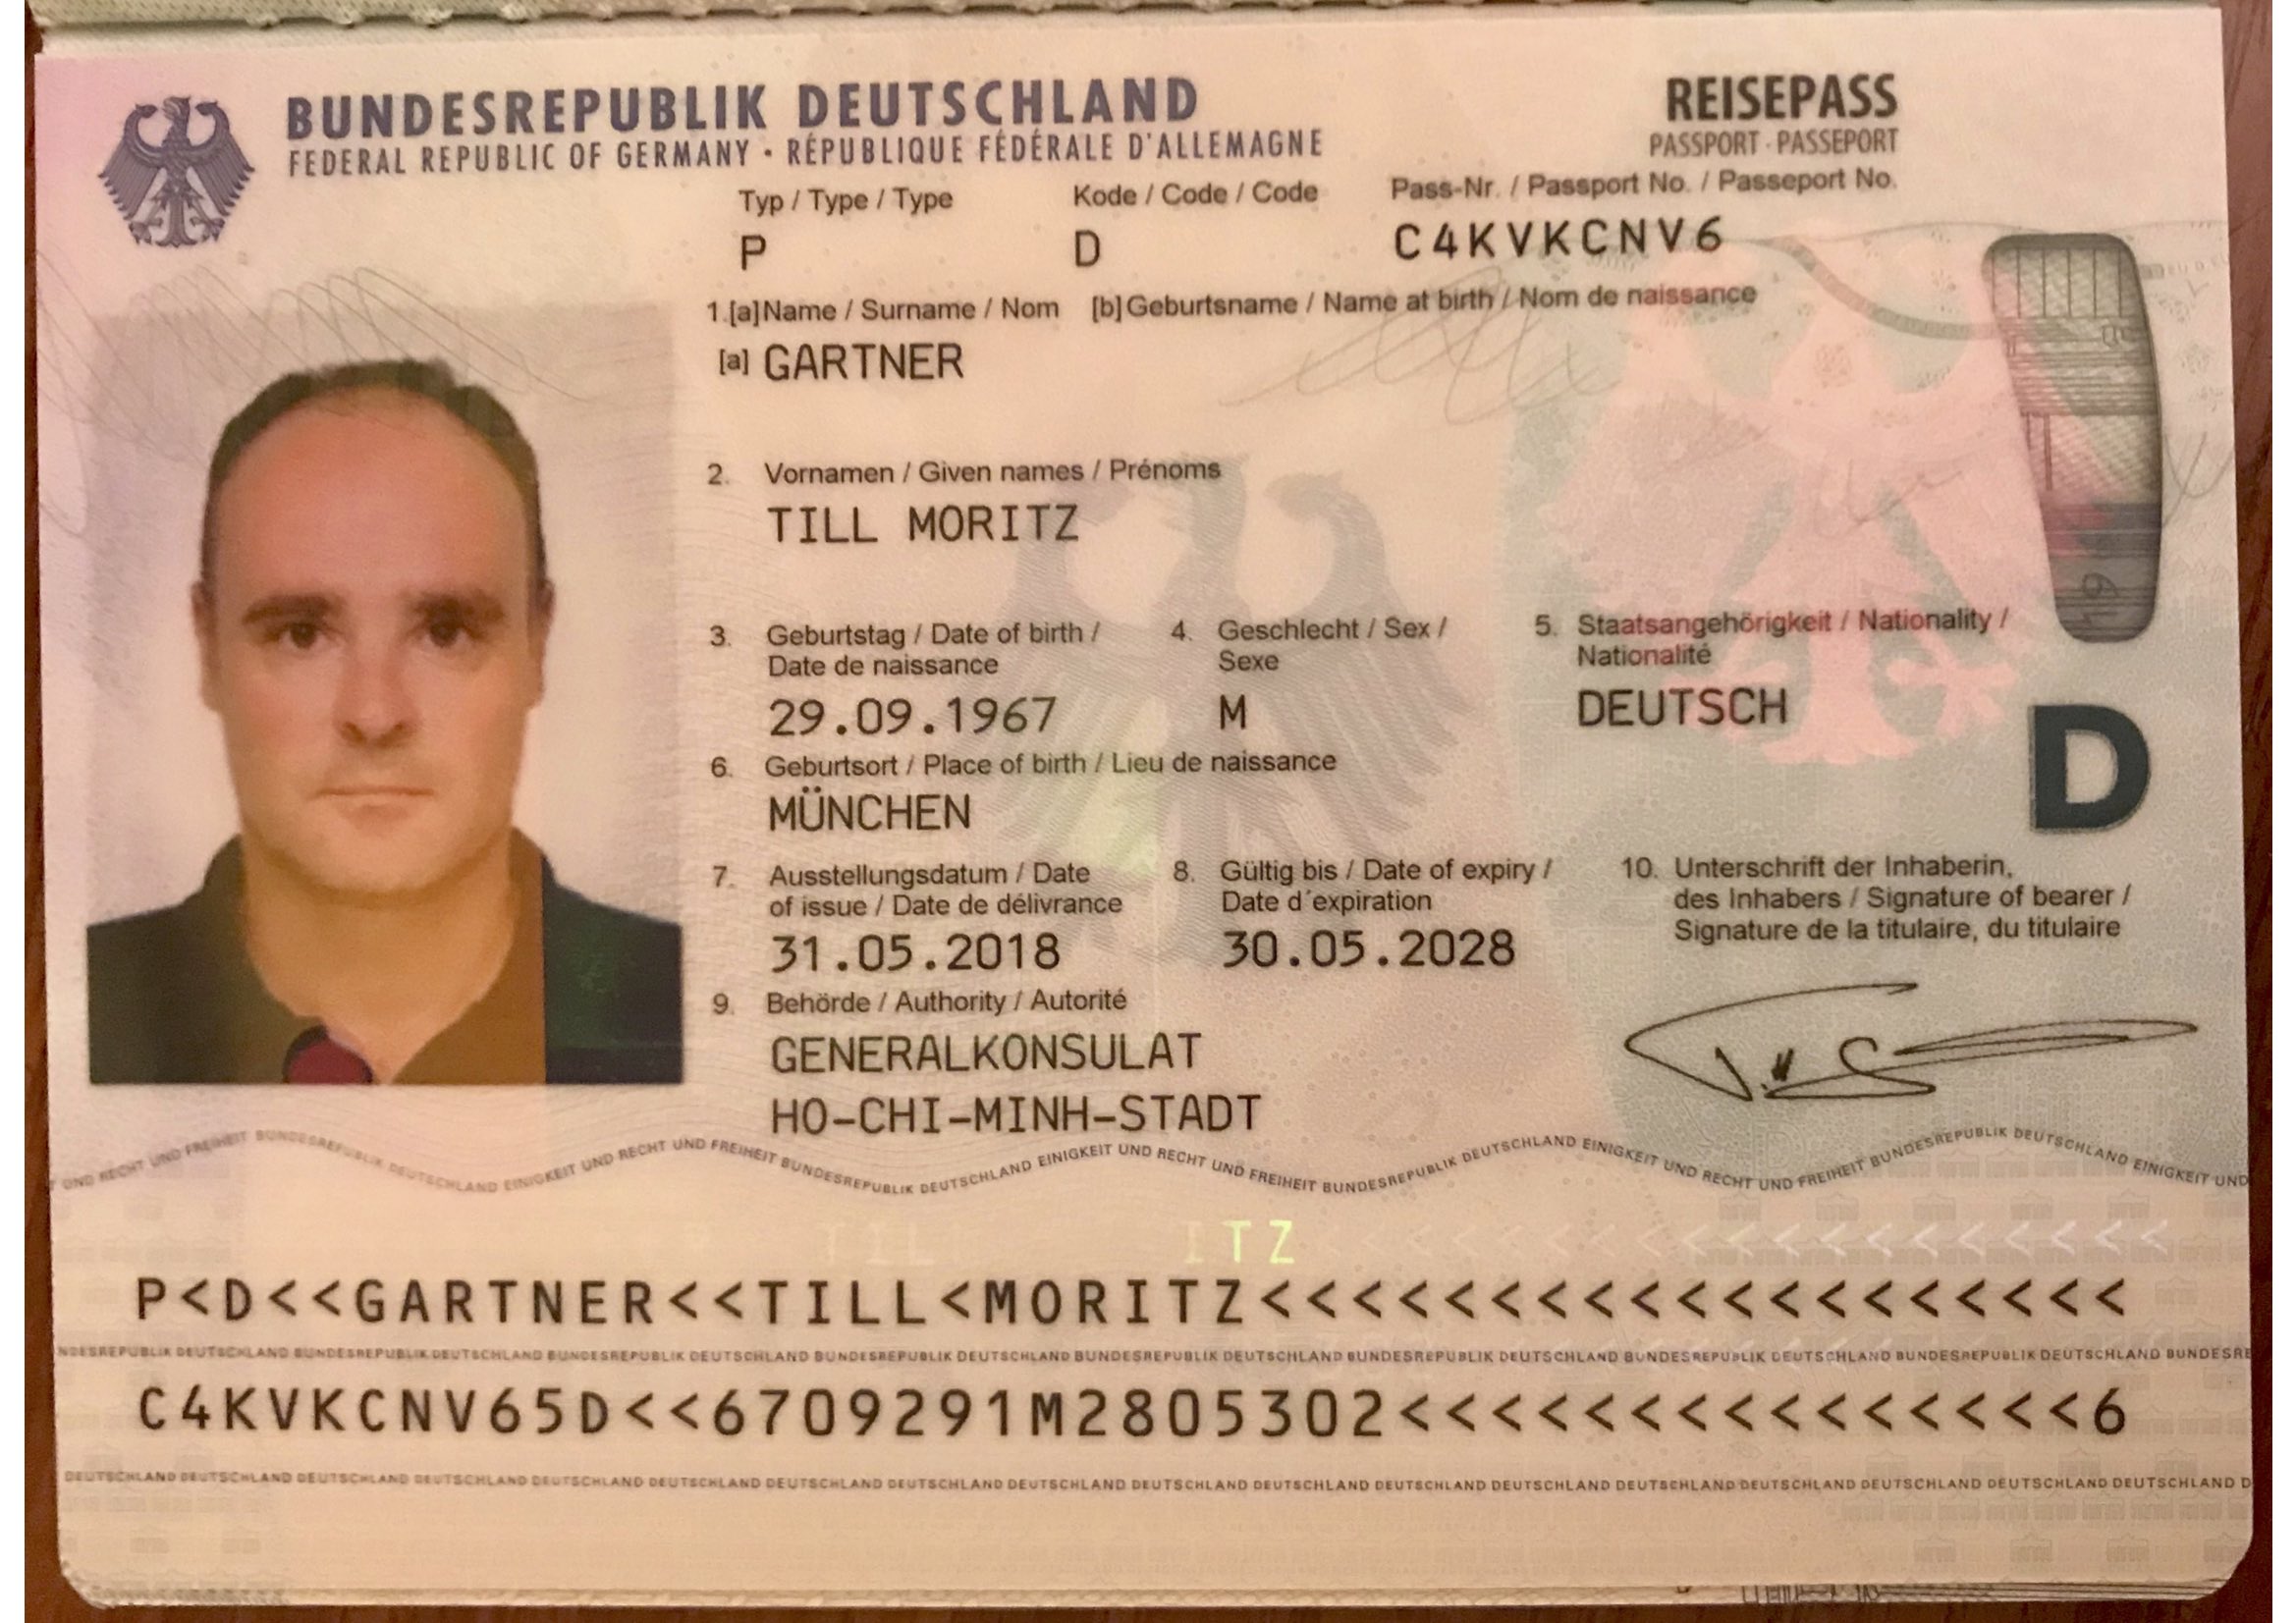 BUNDESREPUBLIK DEUTSCHLAND
FEDERAL REPUBLIC OF GERMANY · RÉPUBLIQUE FÉDÉRALE D'ALLEMAGNE
REISEPASS
PASSPORT · PASSEPORT
Typ / Type / Type Kode / Code / Code Pass-Nr. / Passport No. / Passeport No.
P D C4KVKCNV6
1.[a]Name / Surname / Nom [b]Geburtsname / Name at birth / Nom de naissance
[a] GARTNER
2. Vornamen / Given names / Prénoms
TILL MORITZ
3. Geburtstag / Date of birth / 4. Geschlecht / Sex / 5. Staatsangehörigkeit / Nationality /
Date de naissance Sexe Nationalité
29.09.1967 M DEUTSCH
D
6. Geburtsort / Place of birth / Lieu de naissance
MÜNCHEN
7. Ausstellungsdatum / Date 8. Gültig bis / Date of expiry / 10. Unterschrift der Inhaberin,
of issue / Date de délivrance Date d´expiration des Inhabers / Signature of bearer /
Signature de la titulaire, du titulaire
31.05.2018 30.05.2028
9. Behörde / Authority / Autorité
GENERALKONSULAT
HO-CHI-MINH-STADT
UND RECHT UND FREIHEIT BUNDESREPUBLIK DEUTSCHLAND EINIGKEIT UND RECHT UND FREIHEIT BUNDESREPUBLIK DEUTSCHLAND EINIGKEIT UND RECHT UND FREIHEIT BUNDESREPUBLIK DEUTSCHLAND EINIGKEIT UND RECHT UND FREIHEIT BUNDESREPUBLIK DEUTSCHLAND EINIGKEIT UND
P<D<<GARTNER<<TILL<MORITZ<<<<<<<<<<<<<<<<<<<
BUNDESREPUBLIK DEUTSCHLAND BUNDESREPUBLIK DEUTSCHLAND BUNDESREPUBLIK DEUTSCHLAND BUNDESREPUBLIK DEUTSCHLAND BUNDESREPUBLIK DEUTSCHLAND BUNDESREPUBLIK DEUTSCHLAND BUNDESREPUBLIK DEUTSCHLAND
C4KVKCNV65D<<6709291M2805302<<<<<<<<<<<<<<<6
DEUTSCHLAND DEUTSCHLAND DEUTSCHLAND DEUTSCHLAND DEUTSCHLAND DEUTSCHLAND DEUTSCHLAND DEUTSCHLAND DEUTSCHLAND DEUTSCHLAND DEUTSCHLAND DEUTSCHLAND DEUTSCHLAND DEUTSCHLAND DEUTSCHLAND DEUTSCHLAND DEUTSCHLAND DEUTSCHLAND